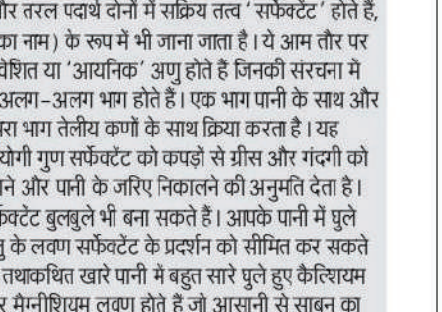 और तरल पदार्थ दोनों में सक्रिय तत्व ‘ सर्फेक्टेंट ’ होते हैं,
का नाम ) के रूप में भी जाना जाता है । ये आम तौर पर
वेशित या ‘आयनिक’ अणु होते हैं जिनकी संरचना में
अलग-अलग भाग होते हैं । एक भाग पानी के साथ और
सरा भाग तेलीय कणों के साथ क्रिया करता है । यह
योगी गुण सर्फेक्टेंट को कपड़ों से ग्रीस और गंदगी को
ने और पानी के जरिए निकालने की अनुमति देता है ।
फेक्टेंट बुलबुले भी बना सकते हैं । आपके पानी में घुले
तु के लवण सर्फेक्टेंट के प्रदर्शन को सीमित कर सकते
तथाकथित खारे पानी में बहुत सारे घुले हुए कैल्शियम
र मैग्नीशियम लवण होते हैं जो आसानी से साबुन का